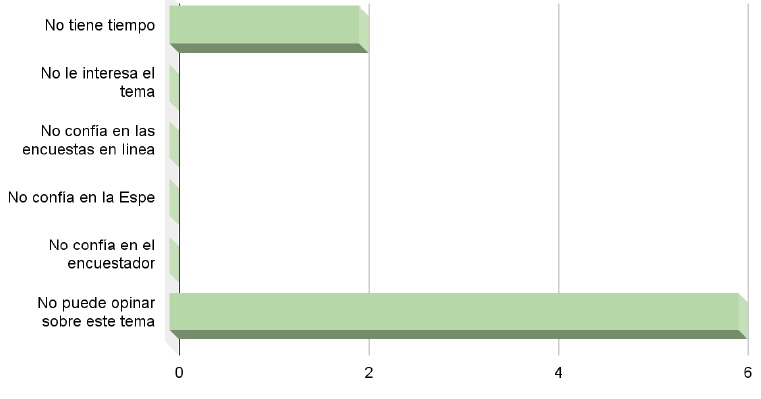 No tiene tiempo
No le interesa el
tema
No confía en las
encuestas en linea
No confía en la Espe
No confía en el
encuestador
No puede opinar
sobre este tema
0 2 4 6